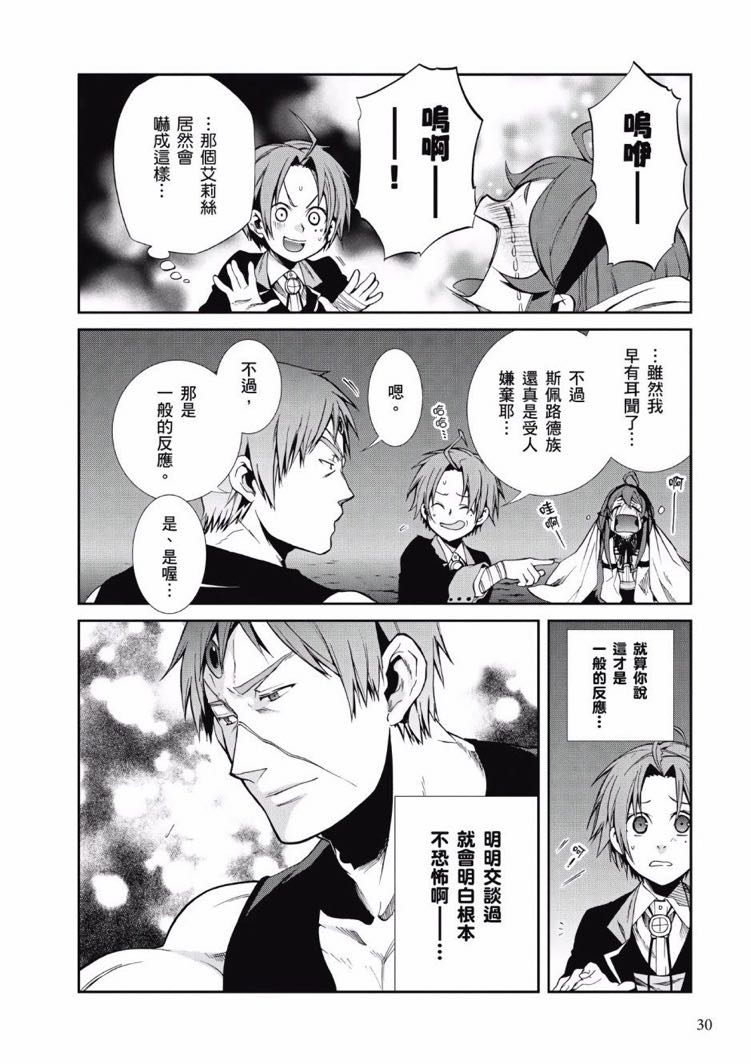 嗚咿——
嗚啊——！
…那個艾莉絲
居然會
嚇成這樣…
…雖然我
早有耳聞了…
不過
斯佩路德族
還真是受人
嫌棄耶…
啊
哇啊
哈哈…
嗯。
不過，
那是
一般的反應。
是、是喔…
就算你說
這才是
一般的反應…
明明交談過
就會明白根本
不恐怖啊——…
30